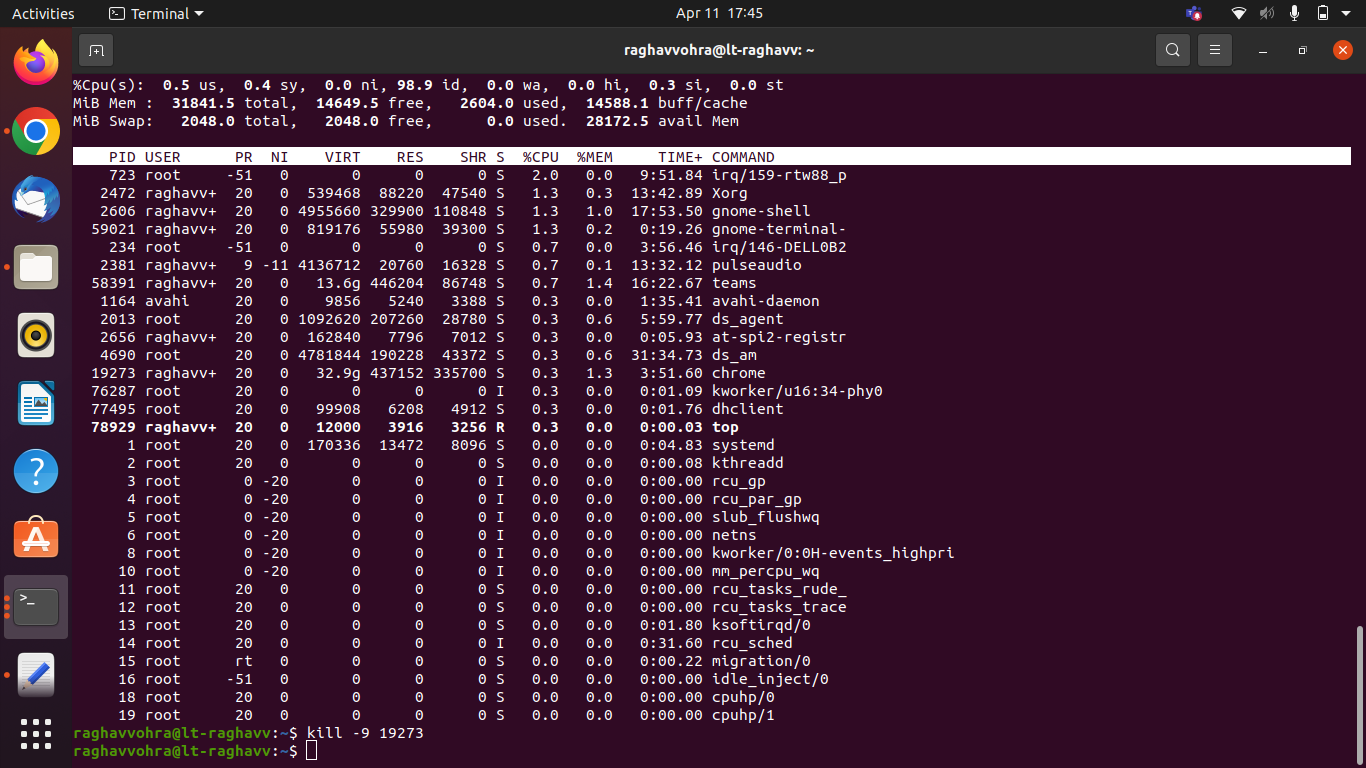 Activities Terminal Apr 11 17:45
raghavvohra@lt-raghavv: ~
%Cpu(s):  0.5 us,  0.4 sy,  0.0 ni, 98.9 id,  0.0 wa,  0.0 hi,  0.3 si,  0.0 st
MiB Mem :  31841.5 total,  14649.5 free,   2604.0 used,  14588.1 buff/cache
MiB Swap:   2048.0 total,   2048.0 free,      0.0 used.  28172.5 avail Mem
PID USER      PR  NI    VIRT    RES    SHR S  %CPU  %MEM     TIME+ COMMAND
723 root     -51   0       0      0      0 S   2.0   0.0   9:51.84 irq/159-rtw88_p
2472 raghavv+  20   0  539468  88220  47540 S   1.3   0.3  13:42.89 Xorg
2606 raghavv+  20   0 4955660 329900 110848 S   1.3   1.0  17:53.50 gnome-shell
59021 raghavv+  20   0  819176  55980  39300 S   1.3   0.2   0:19.26 gnome-terminal-
234 root     -51   0       0      0      0 S   0.7   0.0   3:56.46 irq/146-DELL0B2
2381 raghavv+   9 -11 4136712  20760  16328 S   0.7   0.1  13:32.12 pulseaudio
58391 raghavv+  20   0   13.6g 446204  86748 S   0.7   1.4  16:22.67 teams
1164 avahi     20   0    9856   5240   3388 S   0.3   0.0   1:35.41 avahi-daemon
2013 root      20   0 1092620 207260  28780 S   0.3   0.6   5:59.77 ds_agent
2656 raghavv+  20   0  162840   7796   7012 S   0.3   0.0   0:05.93 at-spi2-registr
4690 root      20   0 4781844 190228  43372 S   0.3   0.6  31:34.73 ds_am
19273 raghavv+  20   0   32.9g 437152 335700 S   0.3   1.3   3:51.60 chrome
76287 root      20   0       0      0      0 I   0.3   0.0   0:01.09 kworker/u16:34-phy0
77495 root      20   0   99908   6208   4912 S   0.3   0.0   0:01.76 dhclient
78929 raghavv+  20   0   12000   3916   3256 R   0.3   0.0   0:00.03 top
1 root      20   0  170336  13472   8096 S   0.0   0.0   0:04.83 systemd
2 root      20   0       0      0      0 S   0.0   0.0   0:00.08 kthreadd
3 root       0 -20       0      0      0 I   0.0   0.0   0:00.00 rcu_gp
4 root       0 -20       0      0      0 I   0.0   0.0   0:00.00 rcu_par_gp
5 root       0 -20       0      0      0 I   0.0   0.0   0:00.00 slub_flushwq
6 root       0 -20       0      0      0 I   0.0   0.0   0:00.00 netns
8 root       0 -20       0      0      0 I   0.0   0.0   0:00.00 kworker/0:0H-events_highpri
10 root       0 -20       0      0      0 I   0.0   0.0   0:00.00 mm_percpu_wq
11 root      20   0       0      0      0 S   0.0   0.0   0:00.00 rcu_tasks_rude_
12 root      20   0       0      0      0 S   0.0   0.0   0:00.00 rcu_tasks_trace
13 root      20   0       0      0      0 S   0.0   0.0   0:01.80 ksoftirqd/0
14 root      20   0       0      0      0 I   0.0   0.0   0:31.60 rcu_sched
15 root      rt   0       0      0      0 S   0.0   0.0   0:00.22 migration/0
16 root     -51   0       0      0      0 S   0.0   0.0   0:00.00 idle_inject/0
18 root      20   0       0      0      0 S   0.0   0.0   0:00.00 cpuhp/0
19 root      20   0       0      0      0 S   0.0   0.0   0:00.00 cpuhp/1
raghavvohra@lt-raghavv:~$ kill -9 19273
raghavvohra@lt-raghavv:~$